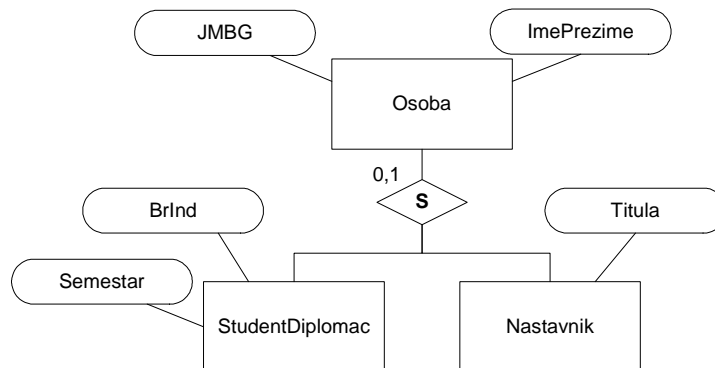 JMBG
ImePrezime
Osoba
0,1
S
BrInd
Titula
Semestar
StudentDiplomac
Nastavnik